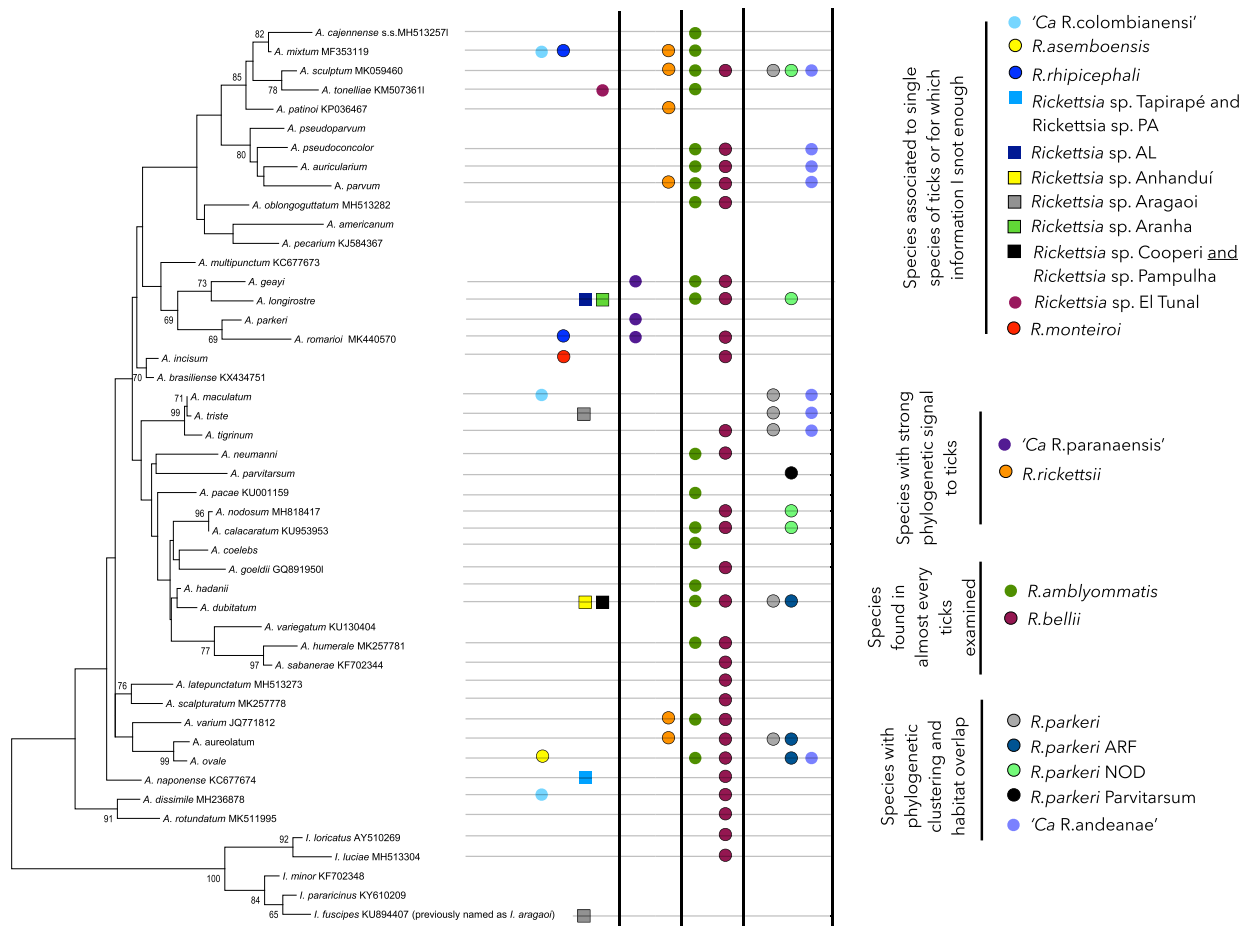 82
A. cajennense s.s.MH513257I
A. mixtum MF353119
85
A. sculptum MK059460
78
A. tonelliae KM507361I
A. patinoi KP036467
A. pseudoparvum
80
A. pseudoconcolor
A. auricularium
A. parvum
A. oblongoguttatum MH513282
A. americanum
A. pecarium KJ584367
A. multipunctum KC677673
73
A. geayi
A. longirostre
69
A. parkeri
69
A. romarioi MK440570
A. incisum
70
A. brasiliense KX434751
71
A. maculatum
99
A. triste
A. tigrinum
A. neumanni
A. parvitarsum
A. pacae KU001159
96
A. nodosum MH818417
A. calacaratum KU953953
A. coelebs
A. goeldii GQ891950I
A. hadanii
A. dubitatum
A. variegatum KU130404
77
A. humerale MK257781
97
A. sabanerae KF702344
76
A. latepunctatum MH513273
A. scalpturatum MK257778
A. varium JQ771812
A. aureolatum
99
A. ovale
A. naponense KC677674
A. dissimile MH236878
91
A. rotundatum MK511995
92
I. loricatus AY510269
I. luciae MH513304
100
I. minor KF702348
84
I. pararicinus KY610209
65
I. fuscipes KU894407 (previously named as I. aragaoi)
Species associated to single
species of ticks or for which
information I snot enough
‘Ca R.colombianensi’
R.asemboensis
R.rhipicephali
Rickettsia sp. Tapirapé and
Rickettsia sp. PA
Rickettsia sp. AL
Rickettsia sp. Anhanduí
Rickettsia sp. Aragaoi
Rickettsia sp. Aranha
Rickettsia sp. Cooperi and
Rickettsia sp. Pampulha
Rickettsia sp. El Tunal
R.monteiroi
Species with strong
phylogenetic signal
to ticks
‘Ca R.paranaensis’
R.rickettsii
Species
found in
almost every
ticks
examined
R.amblyommatis
R.bellii
Species with
phylogenetic
clustering and
habitat overlap
R.parkeri
R.parkeri ARF
R.parkeri NOD
R.parkeri Parvitarsum
‘Ca R.andeanae’